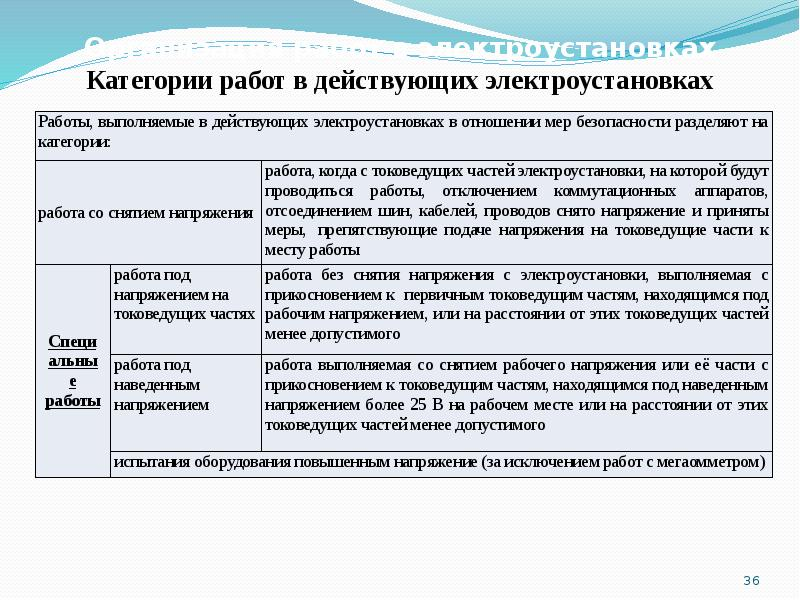 Организация работ в электроустановках
Категории работ в действующих электроустановках
Работы, выполняемые в действующих электроустановках в отношении мер безопасности разделяют на
категории:
работа со снятием напряжения
работа, когда с токоведущих частей электроустановки, на которой будут
проводиться работы, отключением коммутационных аппаратов,
отсоединением шин, кабелей, проводов снято напряжение и приняты
меры, препятствующие подаче напряжения на токоведущие части к
месту работы
Специ
альны
е
работы
работа под
напряжением на
токоведущих частях
работа без снятия напряжения с электроустановки, выполняемая с
прикосновением к первичным токоведущим частям, находящимся под
рабочим напряжением, или на расстоянии от этих токоведущих частей
менее допустимого
работа под
наведенным
напряжением
работа выполняемая со снятием рабочего напряжения или её части с
прикосновением к токоведущим частям, находящимся под наведенным
напряжением более 25 В на рабочем месте или на расстоянии от этих
токоведущих частей менее допустимого
испытания оборудования повышенным напряжение (за исключением работ с мегаомметром)
36